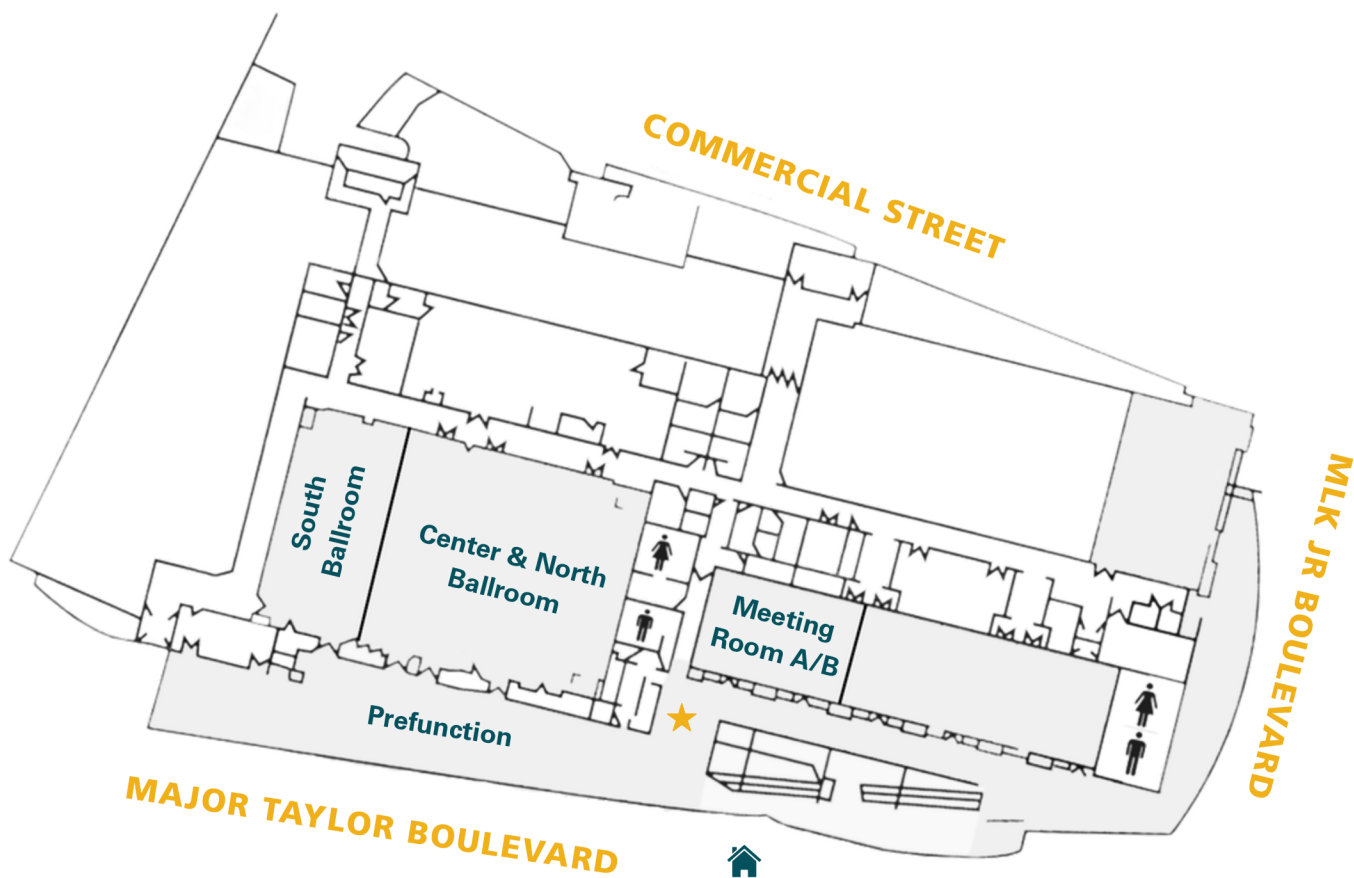 COMMERCIAL STREET
MLK JR BOULEVARD
South
Ballroom
Center & North
Ballroom
Meeting
Room A/B
Prefunction
MAJOR TAYLOR BOULEVARD